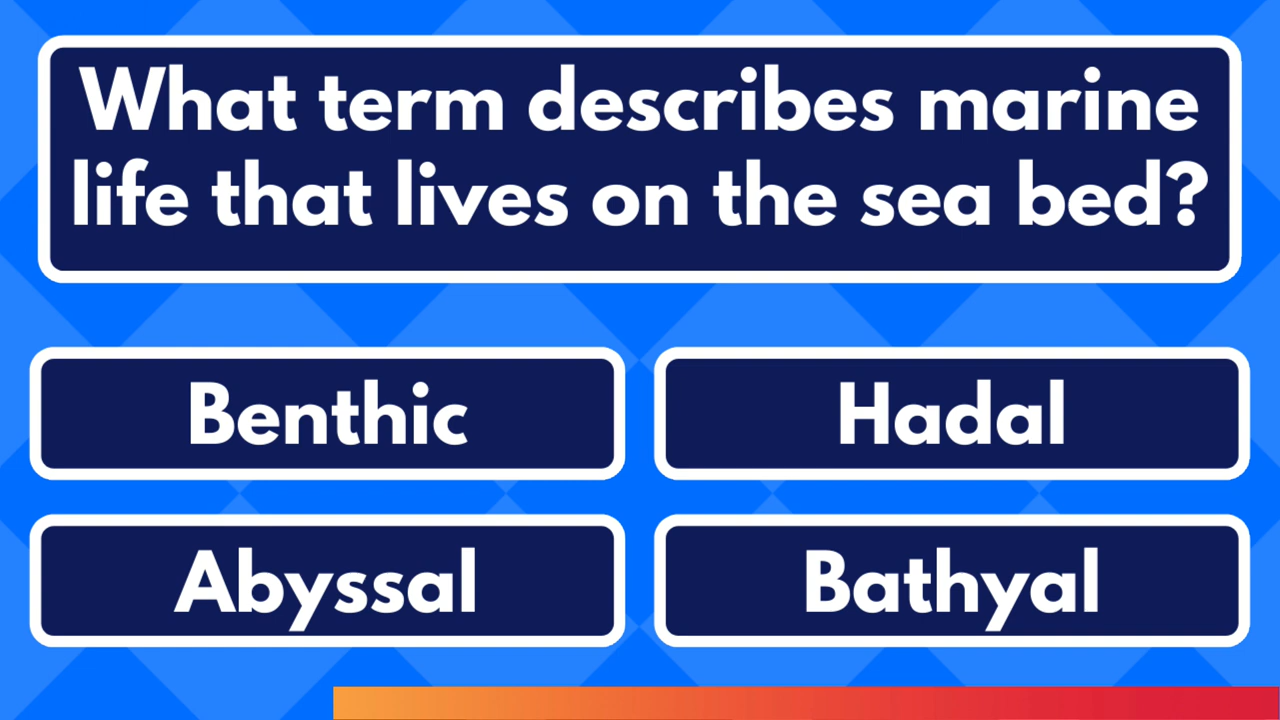 What term describes marine
life that lives on the sea bed?
Benthic
Hadal
Abyssal
Bathyal